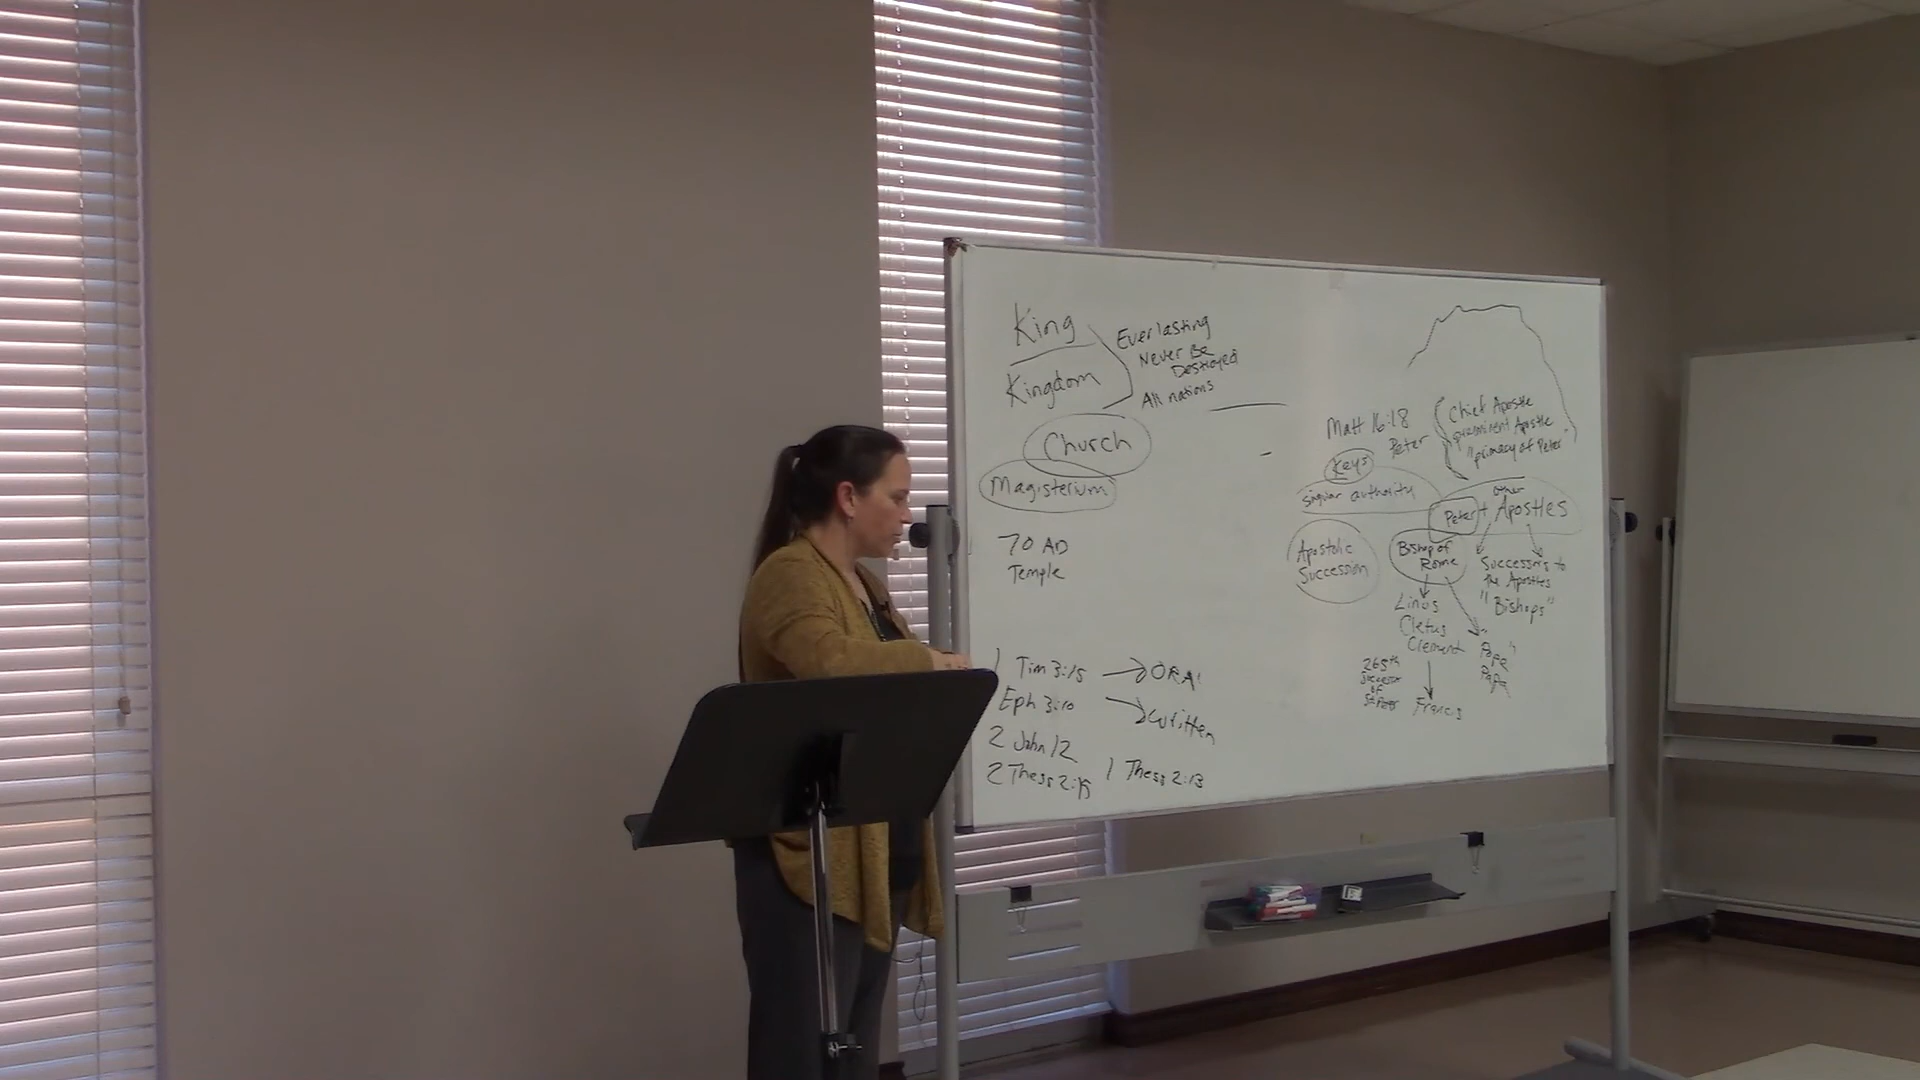 King
Kingdom
Everlasting
Never Be
Destroyed
All nations
Church
Magisterium
70 AD
Temple
1 Tim 3:15
Eph 3:10
2 John 12
2 Thess 2:15
1 Thess 2:13
ORAl
Written
Matt 16:18
Peter
Keys
singular authority
Chief Apostle
Apostle
"primacy of Peter"
Peter + other Apostles
Apostolic
Succession
Bishop of
Rome
Successors to
the Apostles
"Bishops"
Linus
Cletus
Clement
"Pope"
Papa
265th
Successor
of
St Peter
Francis